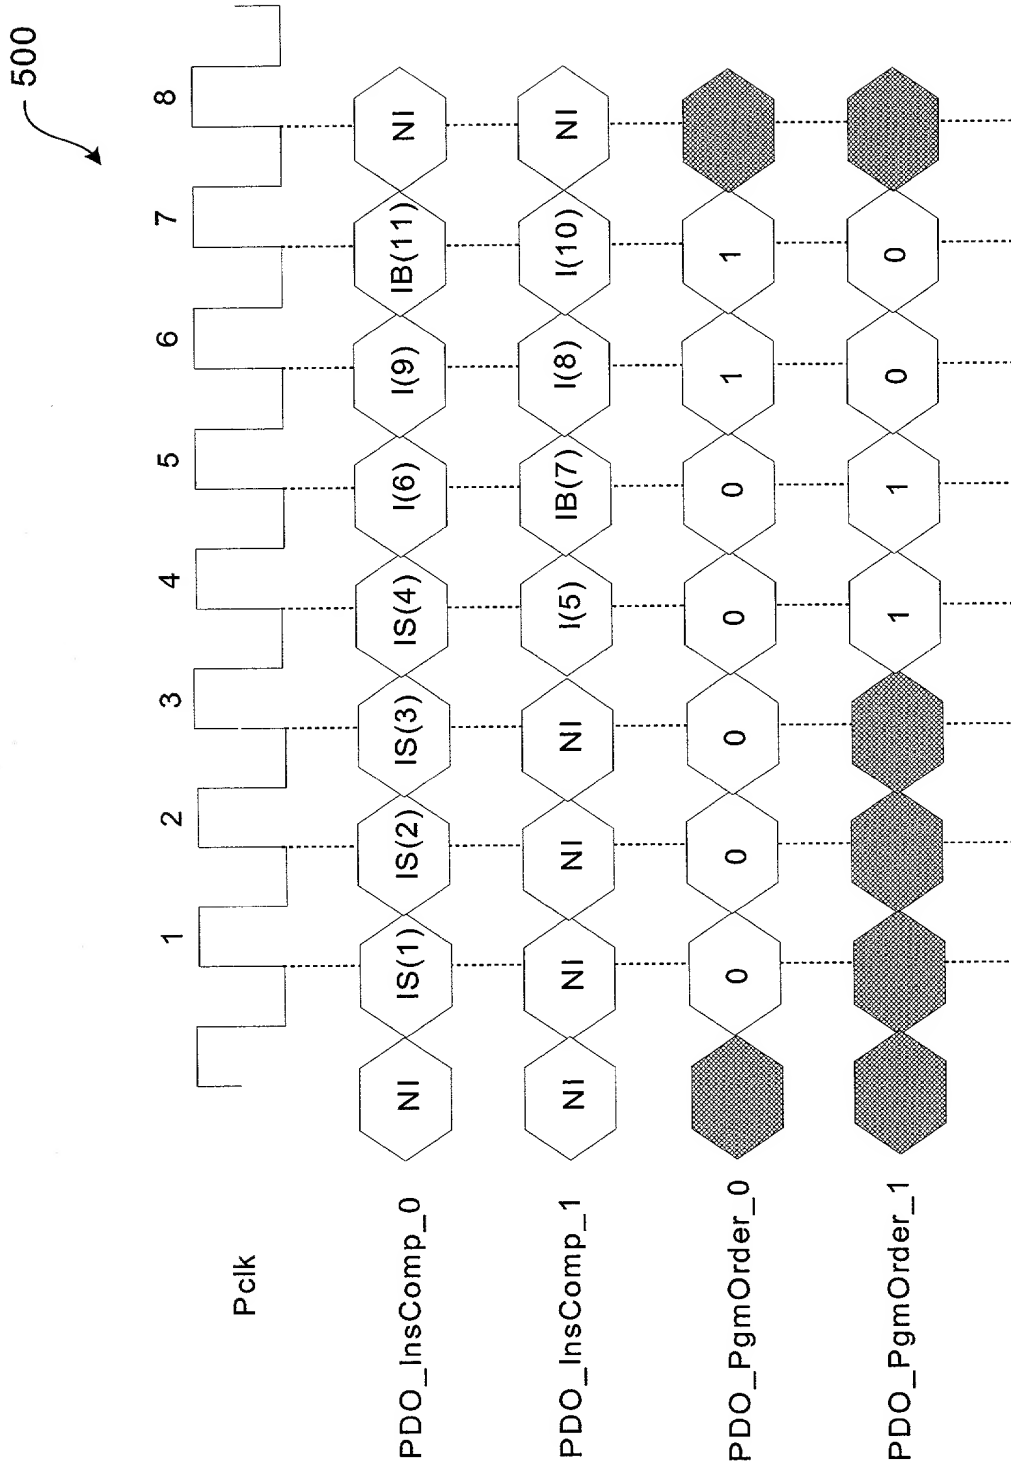 500
1 2 3 4 5 6 7 8
Pclk
PDO_InsComp_0 NI IS(1) IS(2) IS(3) IS(4) I(6) I(9) IB(11) NI
PDO_InsComp_1 NI NI NI NI I(5) IB(7) I(8) I(10) NI
PDO_PgmOrder_0 0 0 0 0 0 1 1
PDO_PgmOrder_1 1 1 0 0